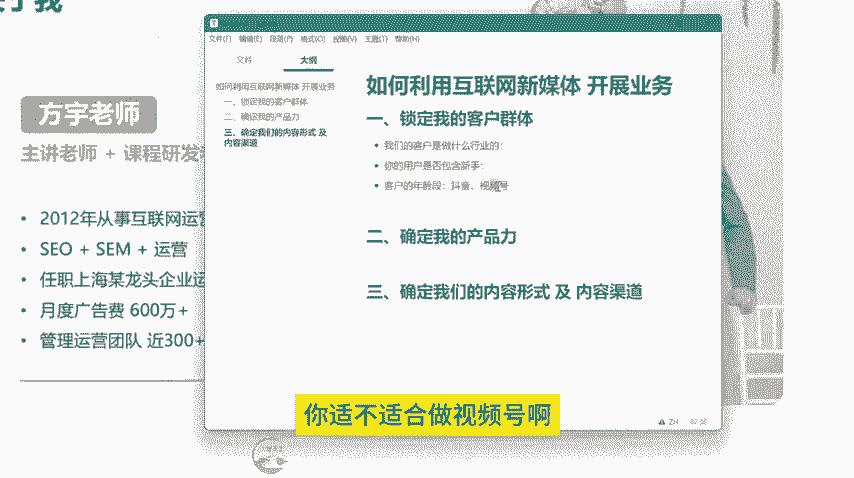 方宇老师
主讲老师 + 课程研发
• 2012年从事互联网运营
• SEO + SEM + 运营
• 任职上海某龙头企业运
• 月度广告费 600万+
• 管理运营团队 近300+
文件(F) 编辑(E) 段落(P) 格式(O) 视图(V) 主题(T) 帮助(H)
文件 大纲
如何利用互联网新媒体 开展业务
一、锁定我的客户群体
二、确定我的产品力
三、确定我们的内容形式 及
内容渠道
如何利用互联网新媒体 开展业务
一、锁定我的客户群体
• 我们的客户是做什么行业的:
• 你的用户是否包含新手:
• 客户的年龄段: 抖音、视频号
二、确定我的产品力
三、确定我们的内容形式 及 内容渠道
你适不适合做视频号啊